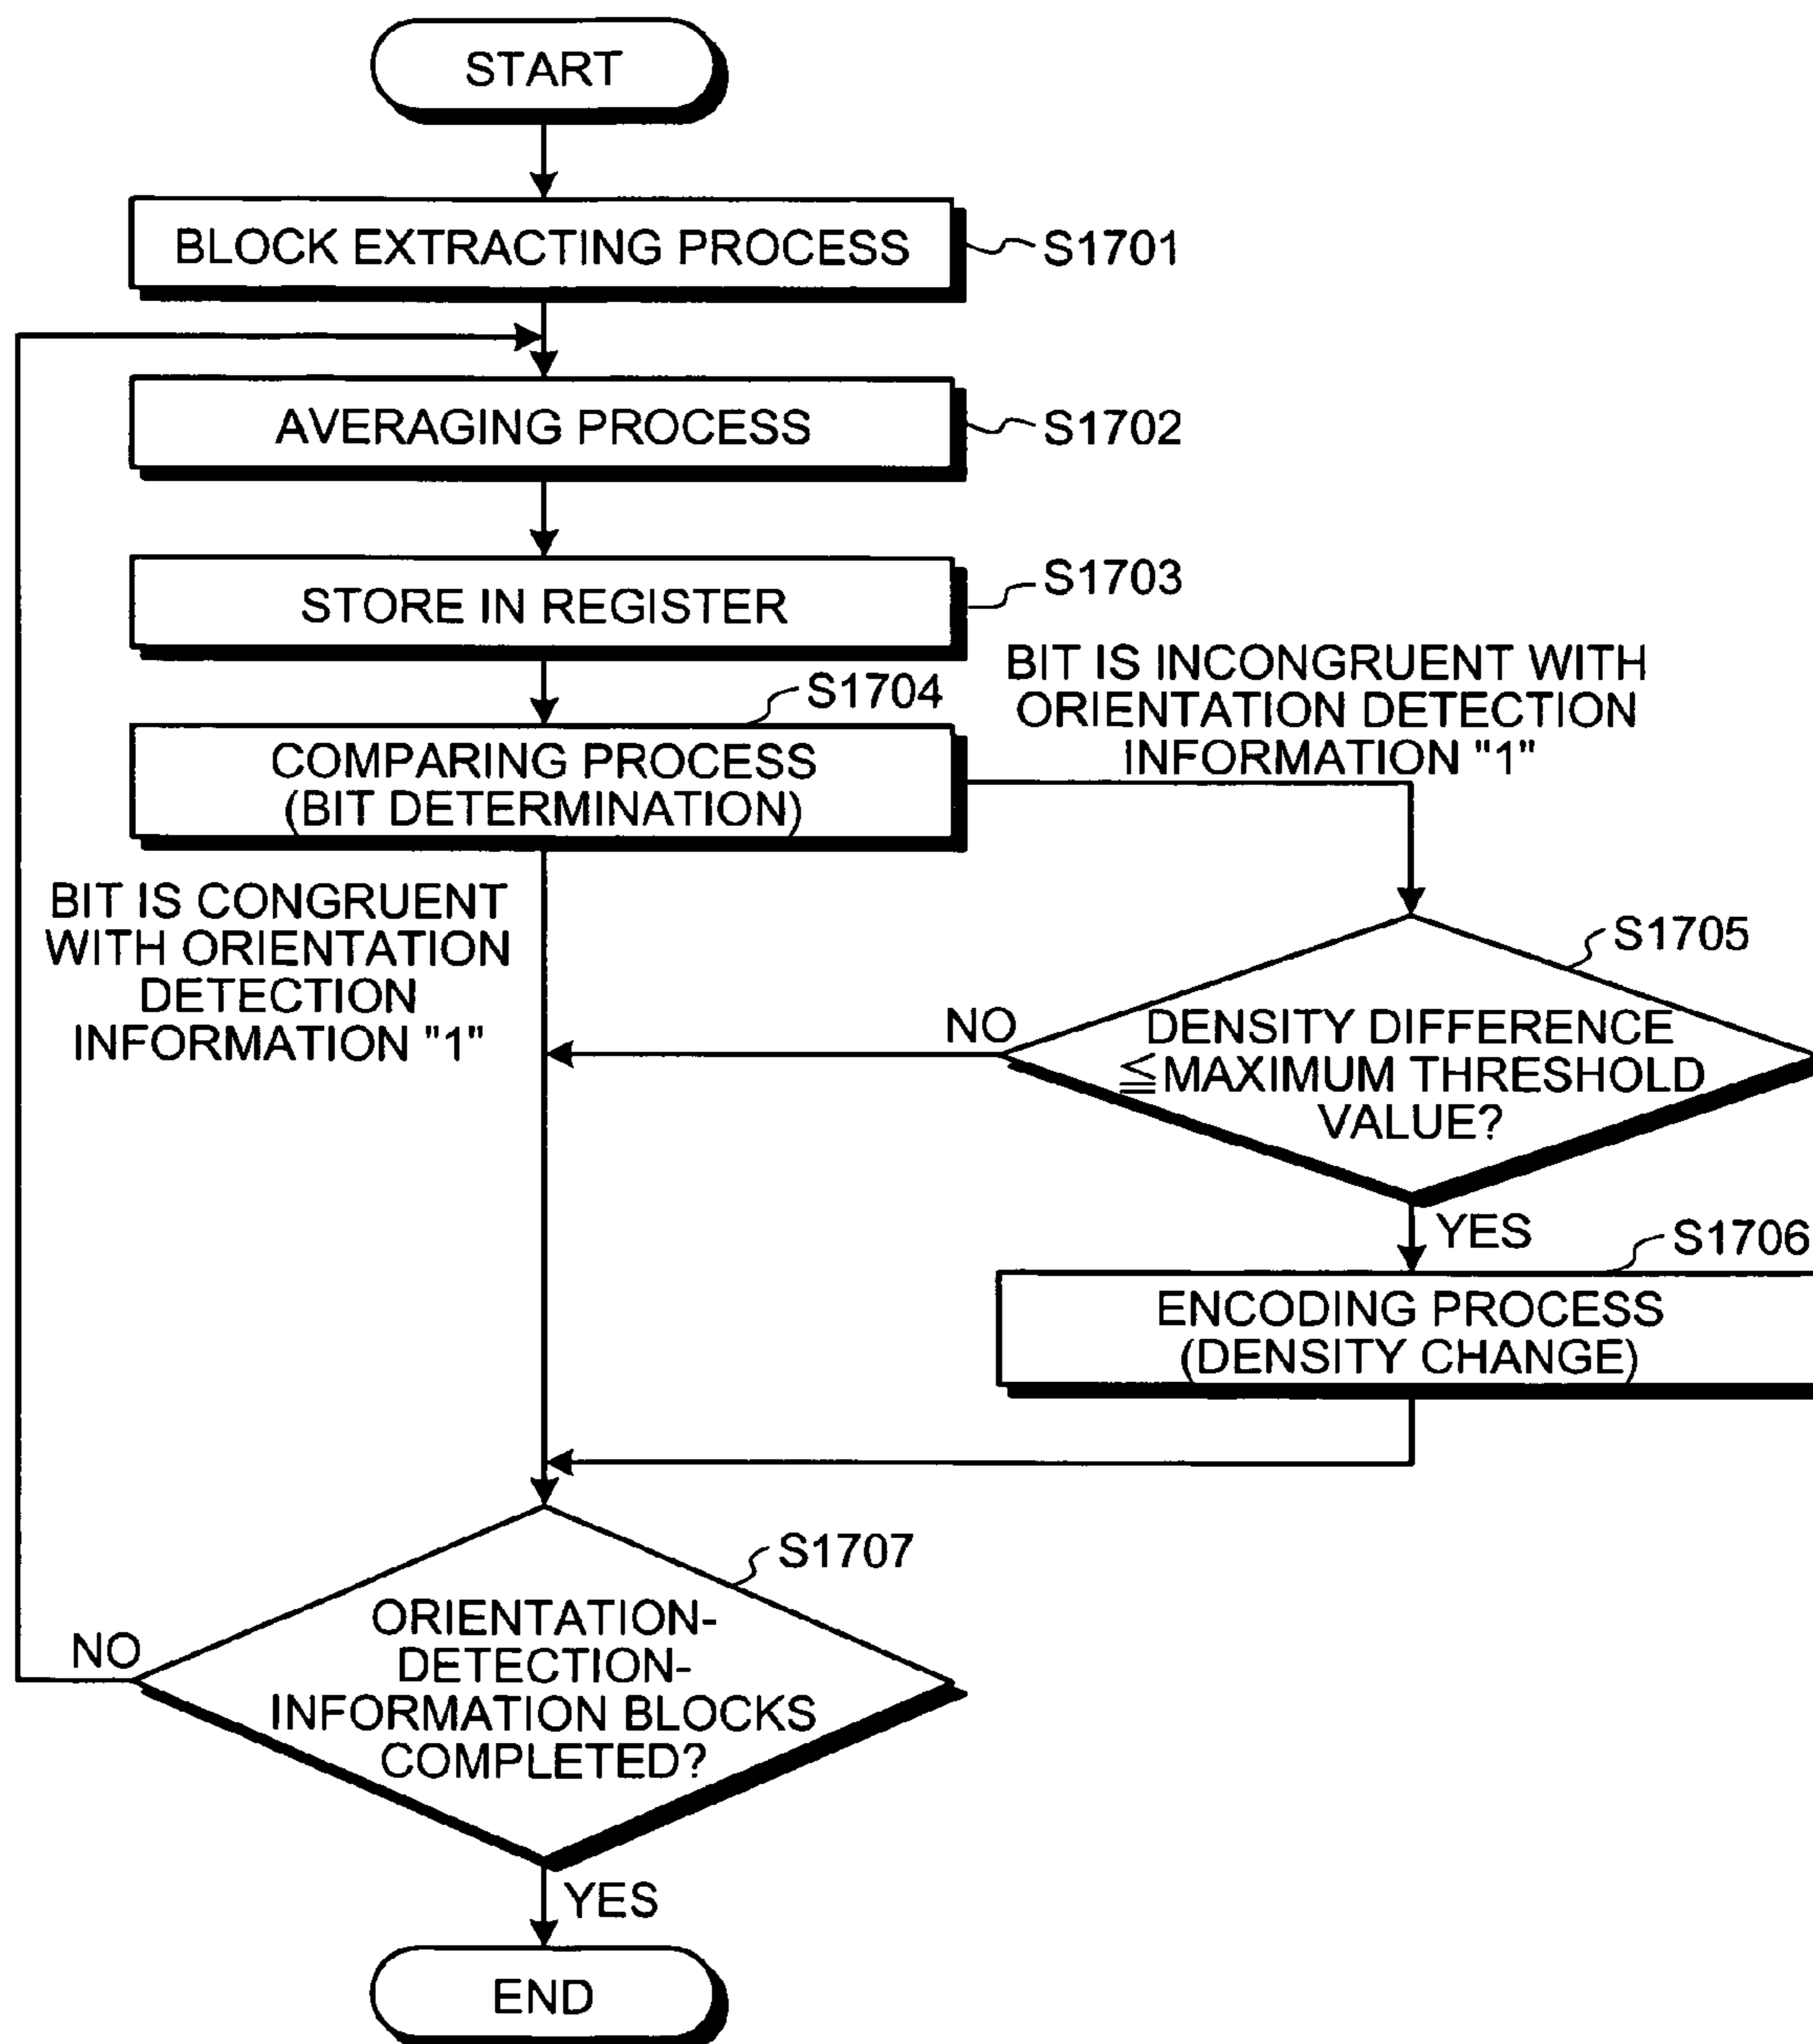 START
BLOCK EXTRACTING PROCESS
S1701
AVERAGING PROCESS
S1702
STORE IN REGISTER
S1703
S1704
COMPARING PROCESS
(BIT DETERMINATION)
BIT IS INCONGRUENT WITH
ORIENTATION DETECTION
INFORMATION "1"
BIT IS CONGRUENT
WITH ORIENTATION
DETECTION
INFORMATION "1"
S1705
NO
DENSITY DIFFERENCE
≦MAXIMUM THRESHOLD
VALUE?
YES
S1706
ENCODING PROCESS
(DENSITY CHANGE)
S1707
NO
ORIENTATION-
DETECTION-
INFORMATION BLOCKS
COMPLETED?
YES
END